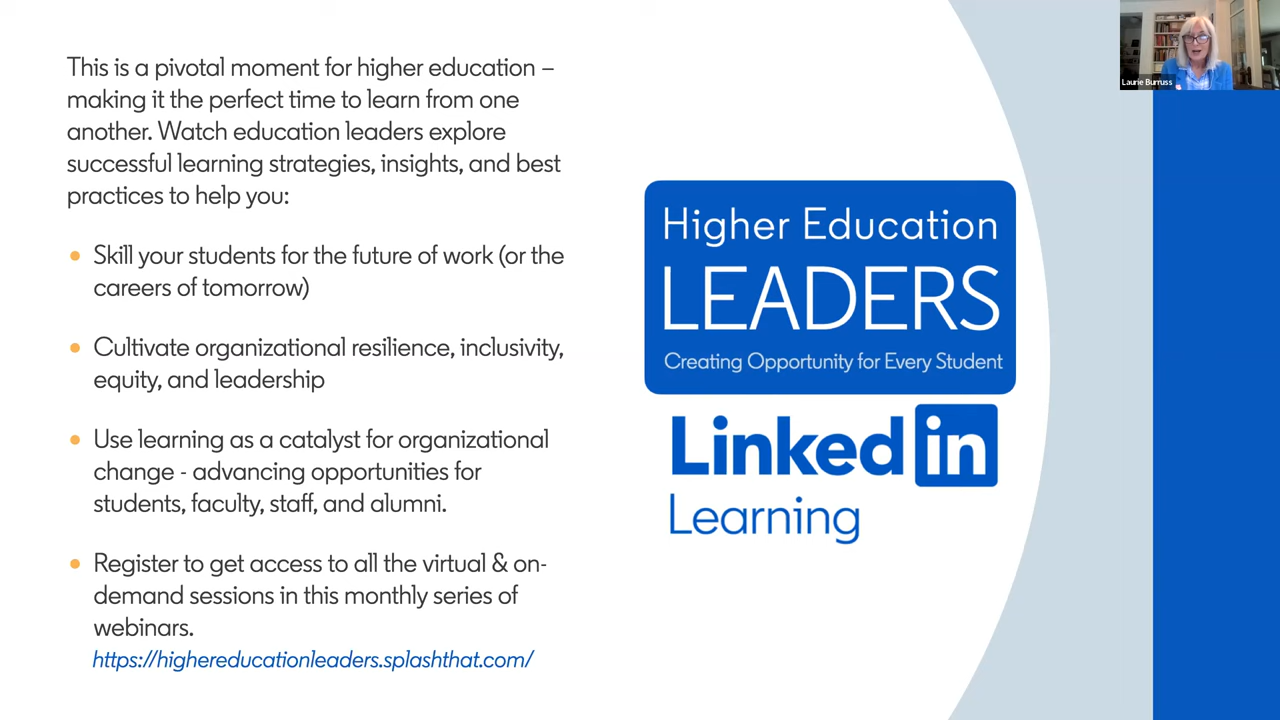 This is a pivotal moment for higher education –
making it the perfect time to learn from one
another. Watch education leaders explore
successful learning strategies, insights, and best
practices to help you:
• Skill your students for the future of work (or the
careers of tomorrow)
• Cultivate organizational resilience, inclusivity,
equity, and leadership
• Use learning as a catalyst for organizational
change - advancing opportunities for
students, faculty, staff, and alumni.
• Register to get access to all the virtual & on-
demand sessions in this monthly series of
webinars.
https://highereducationleaders.splashthat.com/
Higher Education
LEADERS
Creating Opportunity for Every Student
Linked in
Learning
Laurie Burruss